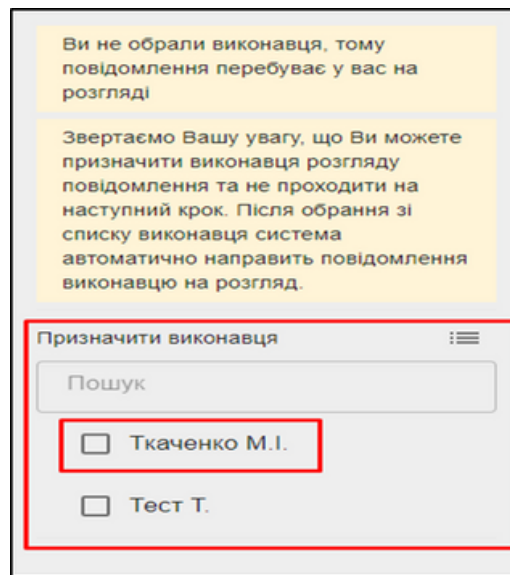 Ви не обрали виконавця, тому
повідомлення перебуває у вас на
розгляді
Звертаємо Вашу увагу, що Ви можете
призначити виконавця розгляду
повідомлення та не проходити на
наступний крок. Після обрання зі
списку виконавця система
автоматично направить повідомлення
виконавцю на розгляд.
Призначити виконавця
Пошук
Ткаченко М.І.
Тест Т.